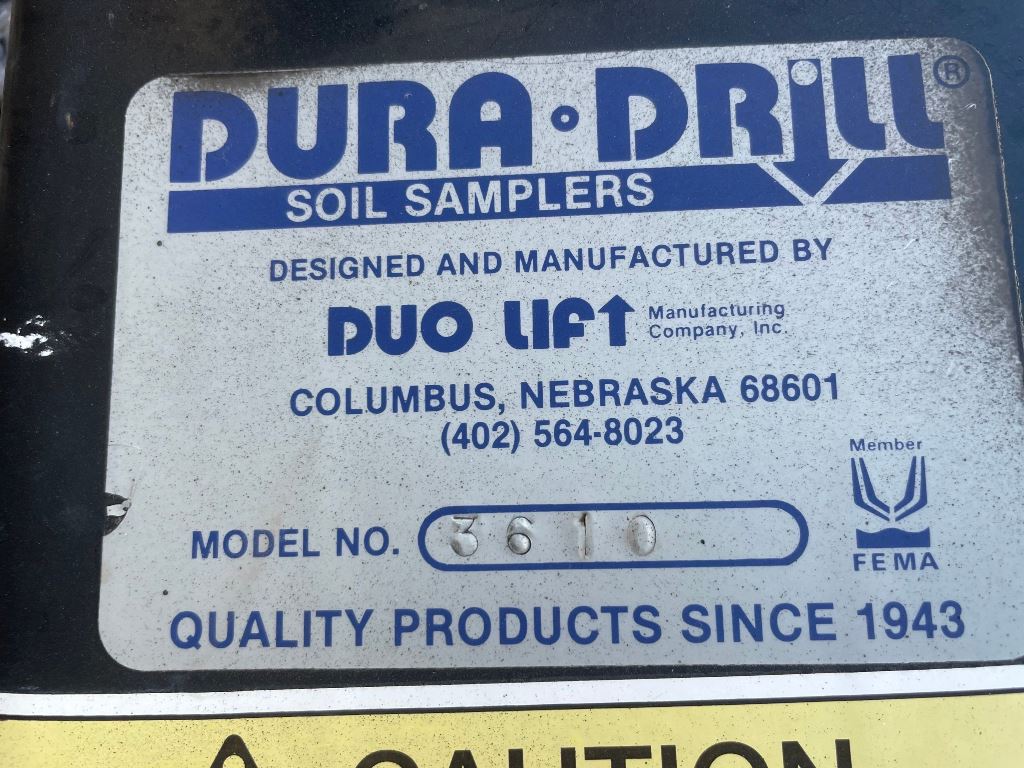 DURA·DRiLL®
SOIL SAMPLERS
DESIGNED AND MANUFACTURED BY
DUO LIFT Manufacturing
Company, Inc.
COLUMBUS, NEBRASKA 68601
(402) 564-8023
Member
FEMA
MODEL NO. 3610
QUALITY PRODUCTS SINCE 1943
CAUTION